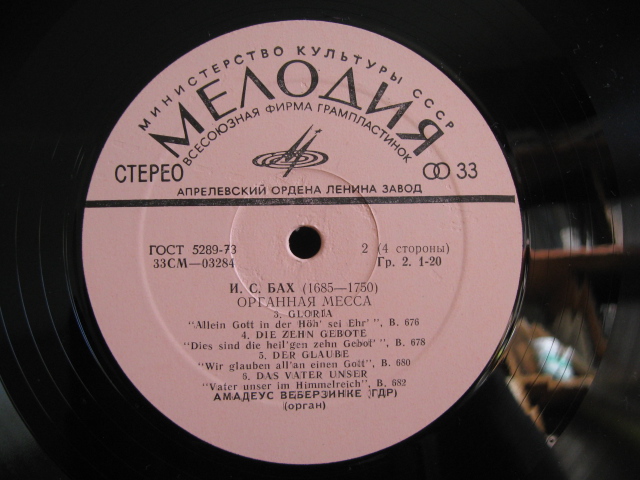 МИНИСТЕРСТВО КУЛЬТУРЫ СССР
МЕЛОДИЯ
ВСЕСОЮЗНАЯ ФИРМА ГРАМПЛАСТИНОК
СТЕРЕО 33
АПРЕЛЕВСКИЙ ОРДЕНА ЛЕНИНА ЗАВОД
ГОСТ 5289-73 2 (4 стороны)
33СМ—03284 Гр. 2. 1-20
И. С. БАХ (1685—1750)
ОРГАННАЯ МЕССА
3. GLORIA
"Allein Gott in der Höh' sei Ehr'", B. 676
4. DIE ZEHN GEBOTE
"Dies sind die heil'gen zehn Gebot'", B. 678
5. DER GLAUBE
"Wir glauben all'an einen Gott", B. 680
6. DAS VATER UNSER
"Vater unser im Himmelreich", B. 682
АМАДЕУС ВЕБЕРЗИНКЕ (ГДР)
(орган)